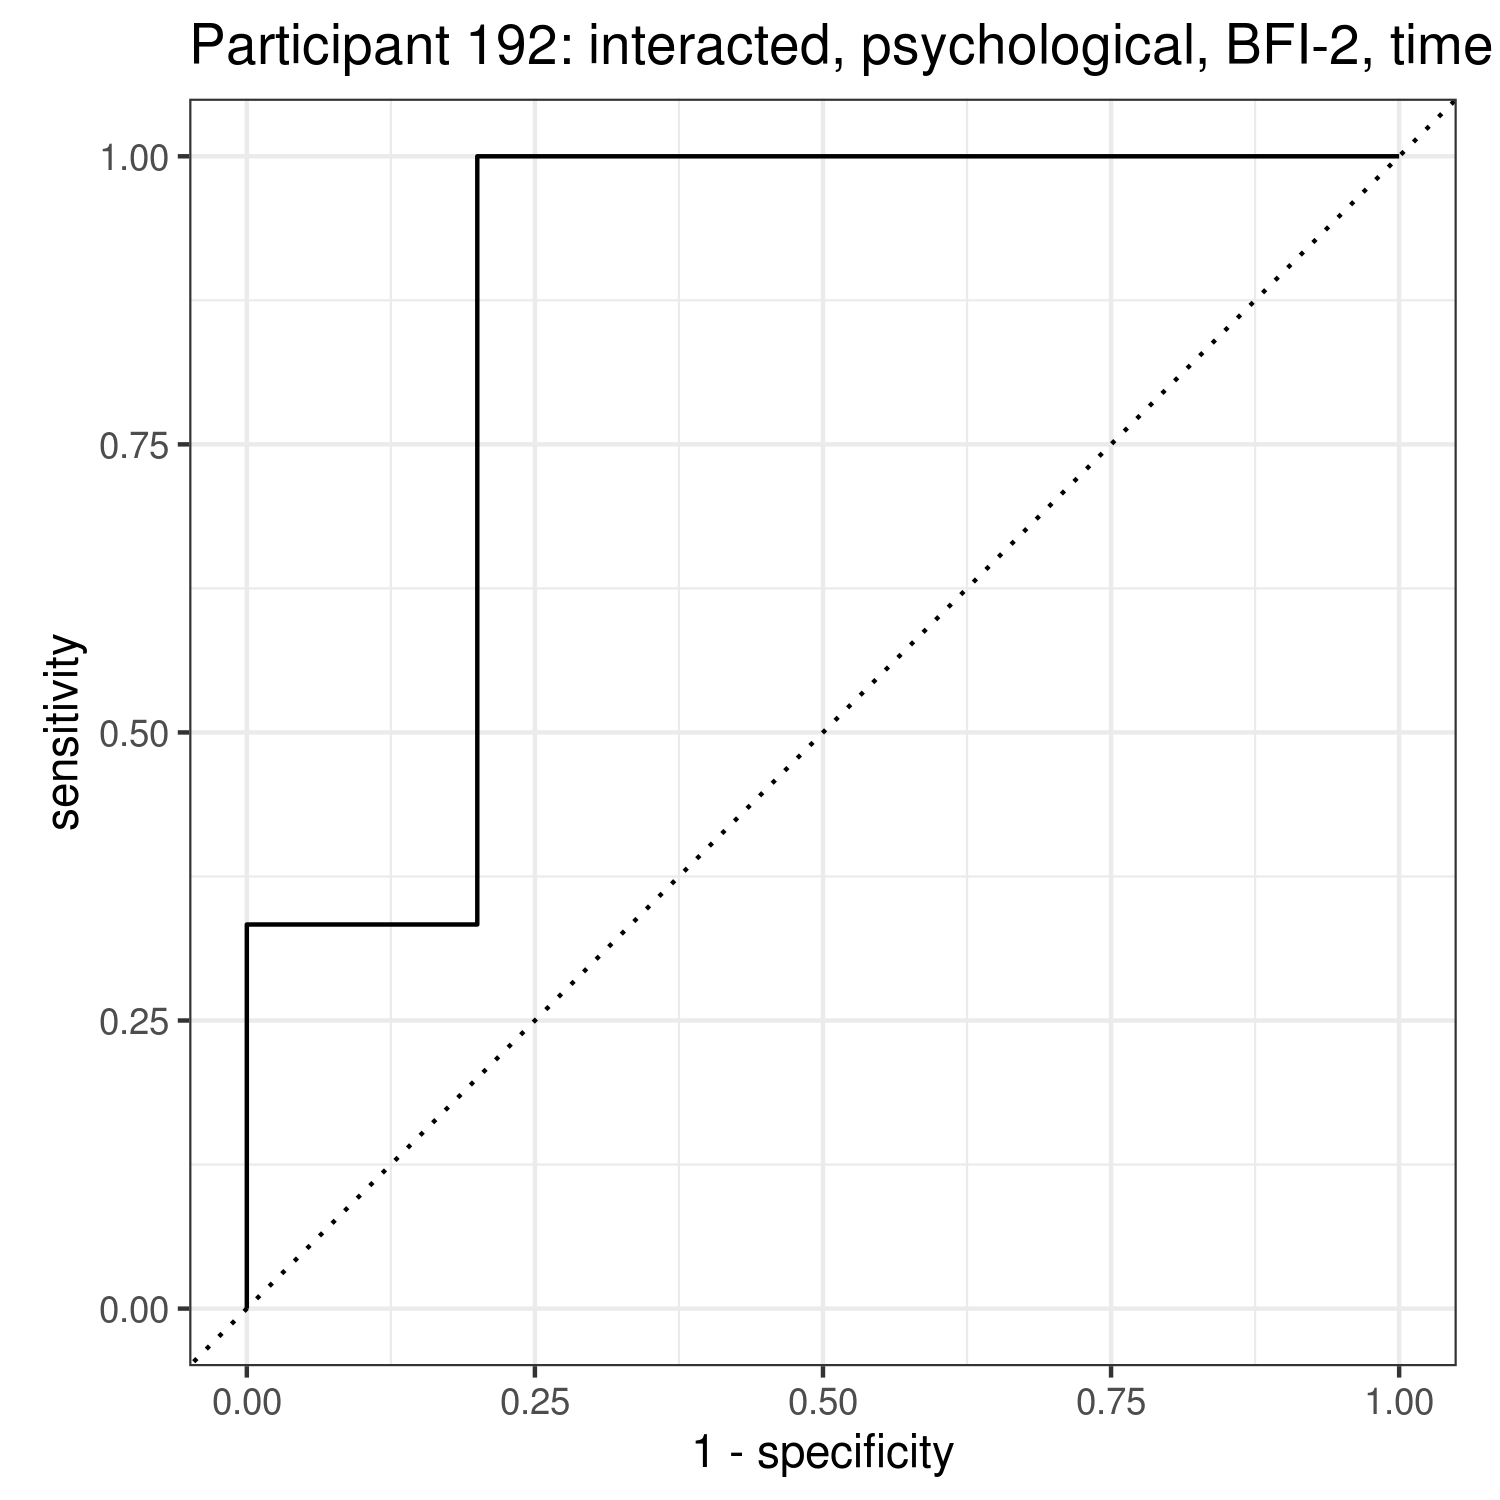 Participant 192: interacted, psychological, BFI-2, time
sensitivity
1.00
0.75
0.50
0.25
0.00
0.00 0.25 0.50 0.75 1.00
1 - specificity